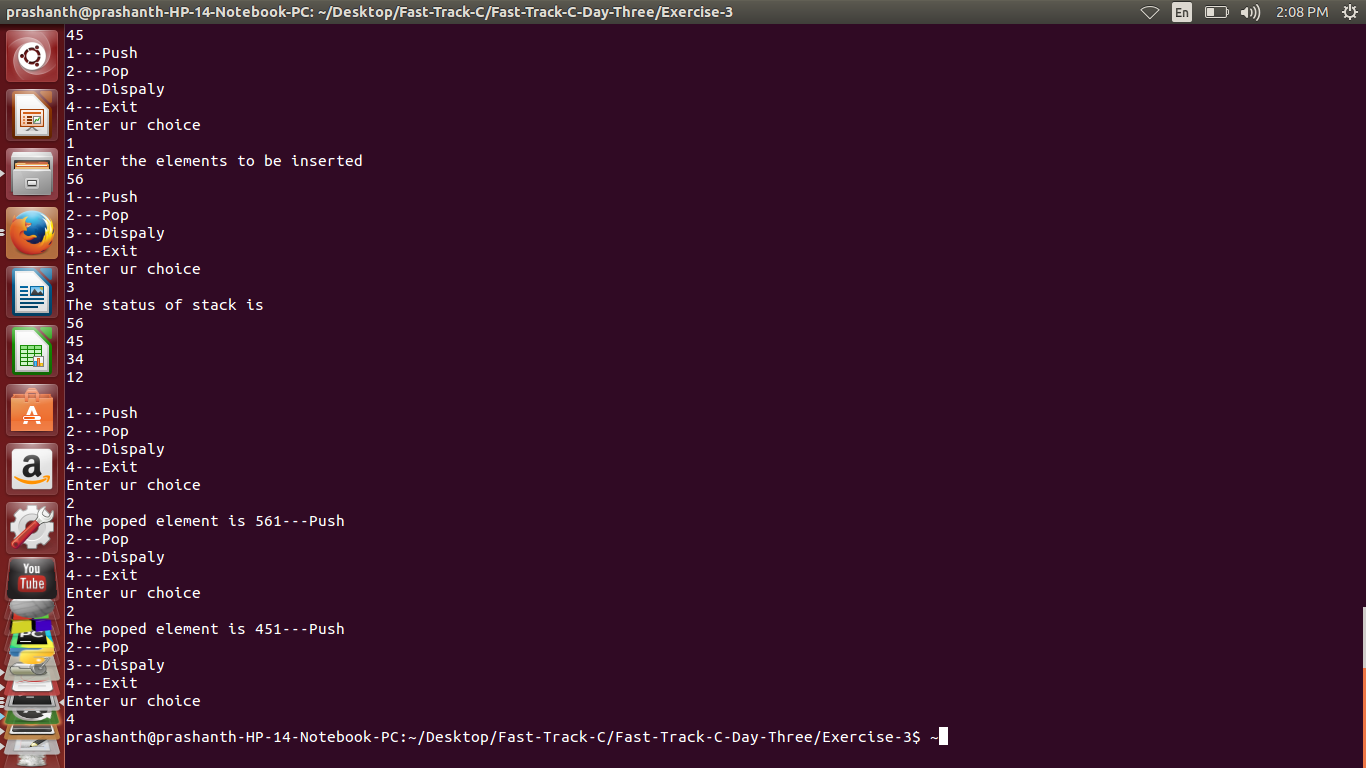 prashanth@prashanth-HP-14-Notebook-PC: ~/Desktop/Fast-Track-C/Fast-Track-C-Day-Three/Exercise-3
En
2:08 PM
45
1---Push
2---Pop
3---Dispaly
4---Exit
Enter ur choice
1
Enter the elements to be inserted
56
1---Push
2---Pop
3---Dispaly
4---Exit
Enter ur choice
3
The status of stack is
56
45
34
12
1---Push
2---Pop
3---Dispaly
4---Exit
Enter ur choice
2
The poped element is 561---Push
2---Pop
3---Dispaly
4---Exit
Enter ur choice
2
The poped element is 451---Push
2---Pop
3---Dispaly
4---Exit
Enter ur choice
4
prashanth@prashanth-HP-14-Notebook-PC:~/Desktop/Fast-Track-C/Fast-Track-C-Day-Three/Exercise-3$ ~
A
a
You
Tube
PC